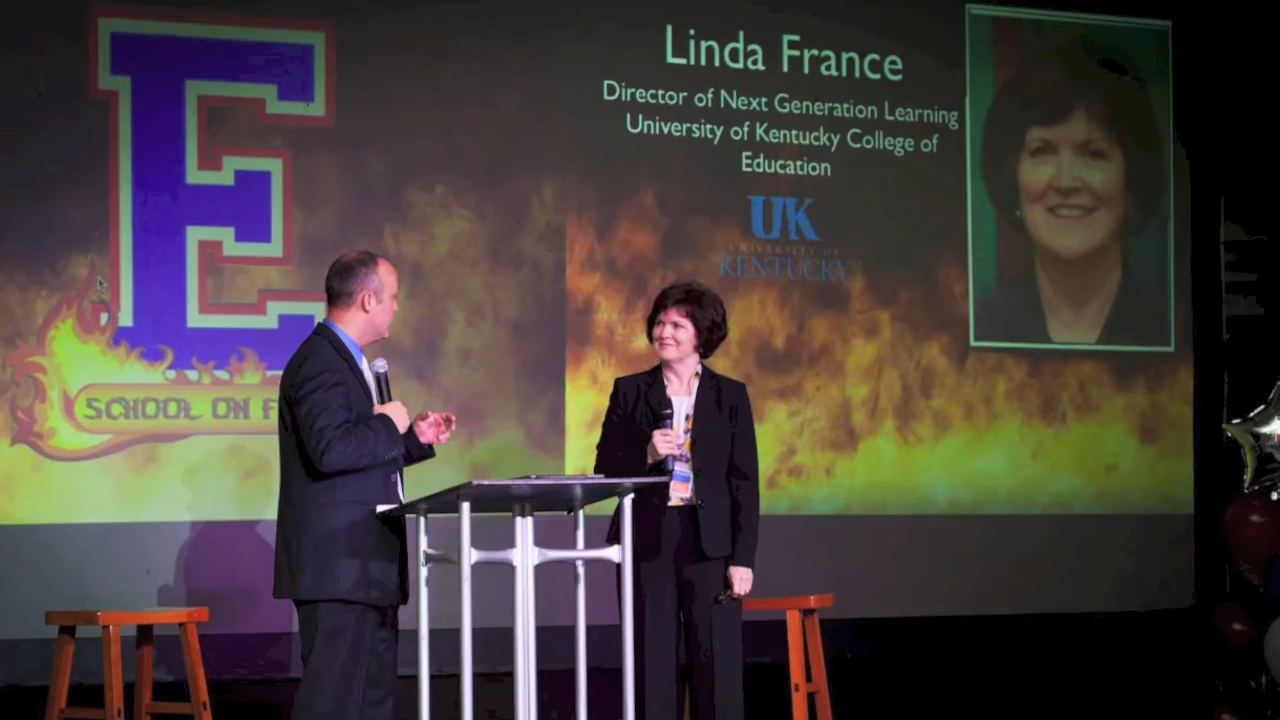 Linda France
Director of Next Generation Learning
University of Kentucky College of
Education
UK
UNIVERSITY OF
KENTUCKY
E
SCHOOL ON F